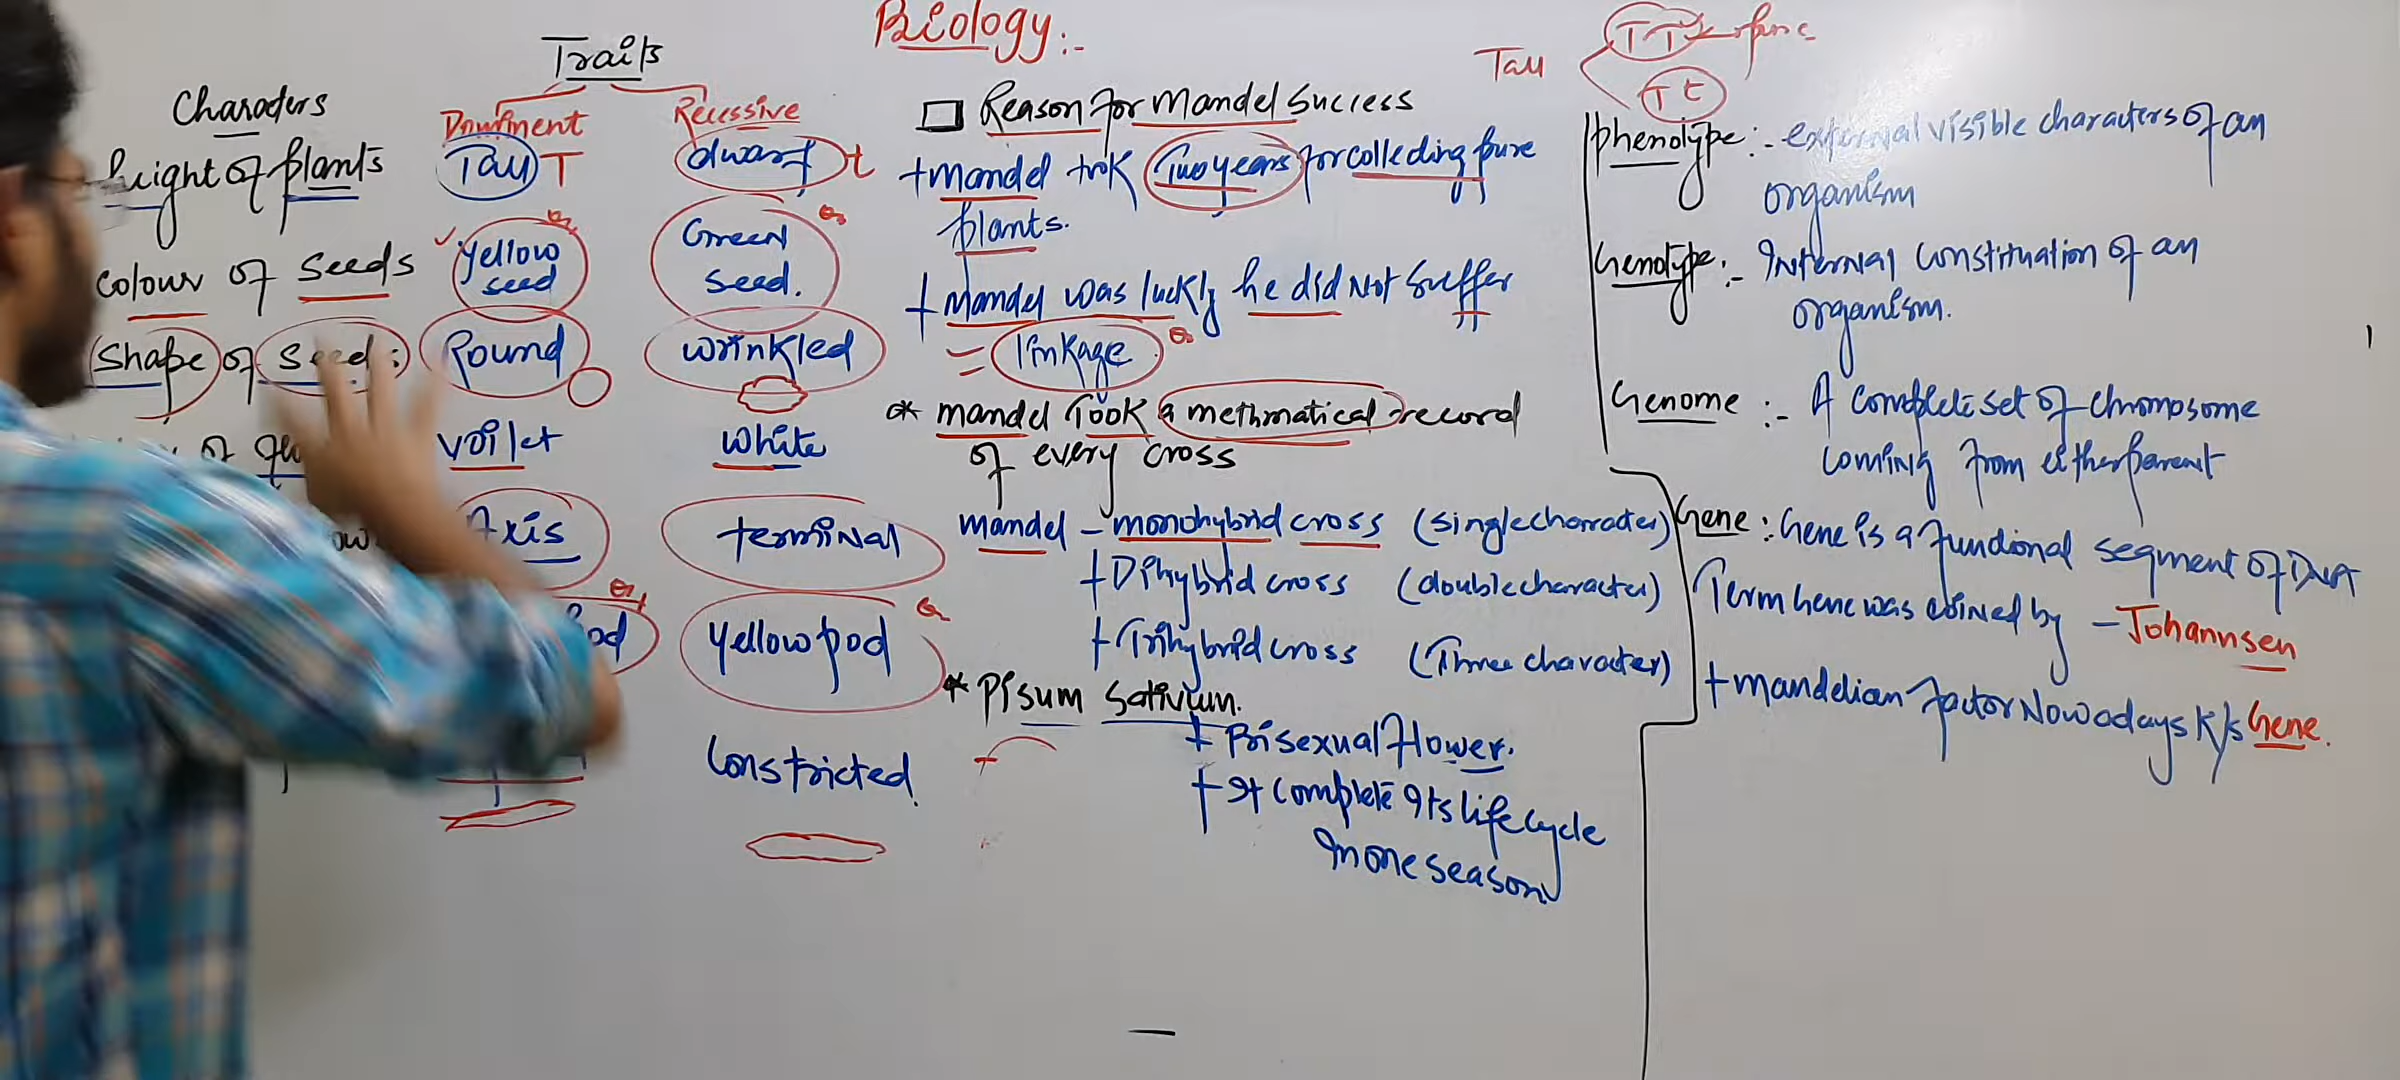 Biology:-
Traits
Characters
Dominent
Recessive
height of plants
Tall T
dwarf t
colour of seeds
Yellow
seed
Green
seed.
Shape of seed:
Round
wrinkled
of
voilet
white
Axis
terminal
Yellow pod
Constricted
Reason for Mandel Success
+ Mandel took Two years for collecting pure
plants.
+ Mandel was luckly he did Not Suffer
= linkage
* mandel Took a methmatical record
of every cross
mandel - monohybrid cross (single character)
+ Dihybrid cross (double character)
+ Trihybrid cross (Three character)
* Pisum Sativum.
+ Bisexual flower.
+ It complete Its life cycle
In one season
Tall
TT pure
Tt
phenotype:- external visible characters of an
organism
Genotype:- Internal Constituation of an
organism.
Genome:- A complete set of chromosome
coming from either parent
Gene: Gene is a functional segment of DNA
Term Gene was coined by - Johannsen
+ mandelian factor Nowadays K/s Gene.